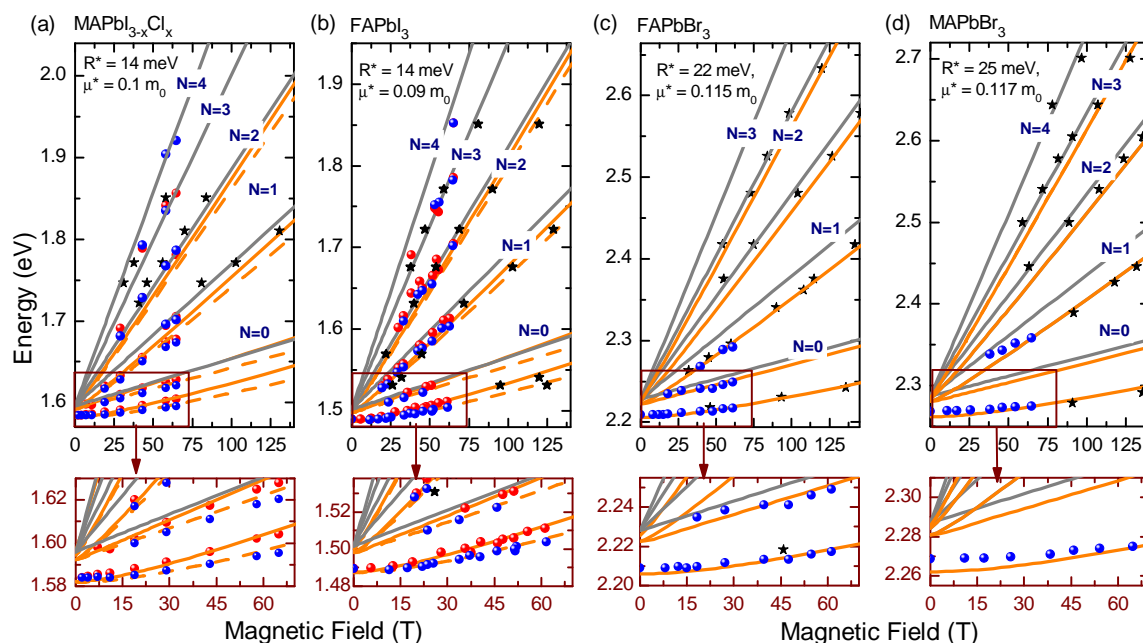 (a) MAPbI3-xClx
(b) FAPbI3
(c) FAPbBr3
(d) MAPbBr3
Energy (eV)
R* = 14 meV
μ* = 0.1 m0
N=4
N=3
N=2
N=1
N=0
2.0
1.9
1.8
1.7
1.6
0 25 50 75 100 125
R* = 14 meV
μ* = 0.09 m0
N=4
N=3
N=2
N=1
N=0
2.0
1.9
1.8
1.7
1.6
1.5
0 25 50 75 100 125
R* = 22 meV,
μ* = 0.115 m0
N=3
N=2
N=1
N=0
2.6
2.5
2.4
2.3
2.2
0 25 50 75 100 125
R* = 25 meV,
μ* = 0.117 m0
N=4
N=3
N=2
N=1
N=0
2.7
2.6
2.5
2.4
2.3
0 25 50 75 100 125
1.62
1.60
1.58
0 15 30 45 60
1.53
1.50
1.47
0 20 40 60
2.25
2.24
2.22
2.20
0 15 30 45 60
2.30
2.28
2.26
0 15 30 45 60
Magnetic Field (T)
Magnetic Field (T)